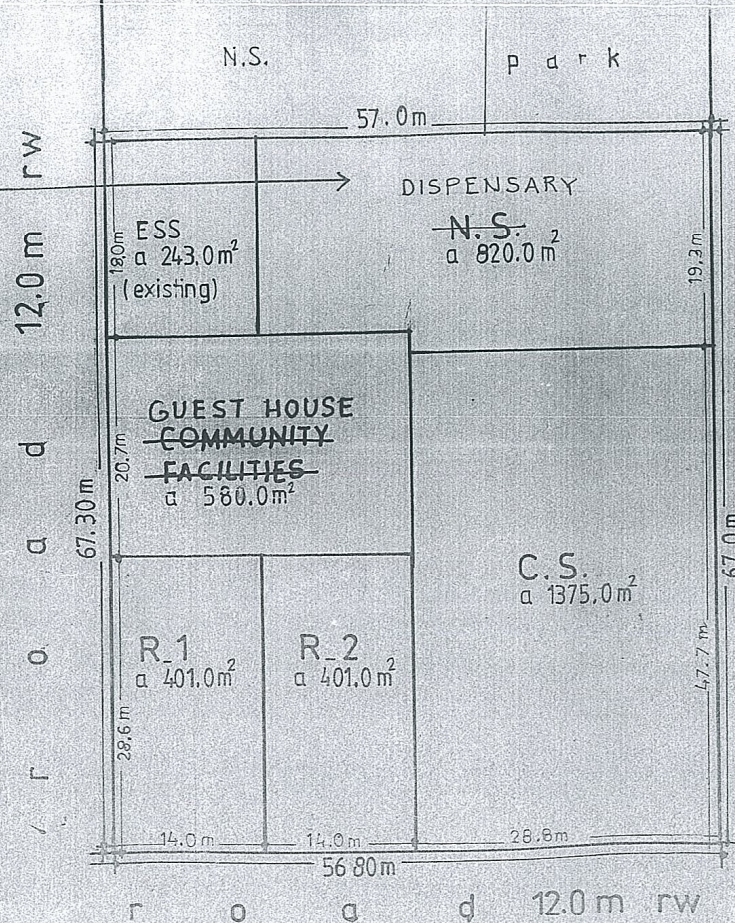 N.S.
park
57.0m
DISPENSARY
N.S.
a 820.0m²
19.3m
ESS
a 243.0m²
(existing)
18.0m
12.0m rw
road
67.30m
GUEST HOUSE
COMMUNITY
FACILITIES
a 580.0m²
20.7m
C.S.
a 1375.0m²
67.0m
47.7m
R_1
a 401.0m²
R_2
a 401.0m²
28.6m
14.0m
14.0m
28.8m
56 80m
road 12.0m rw